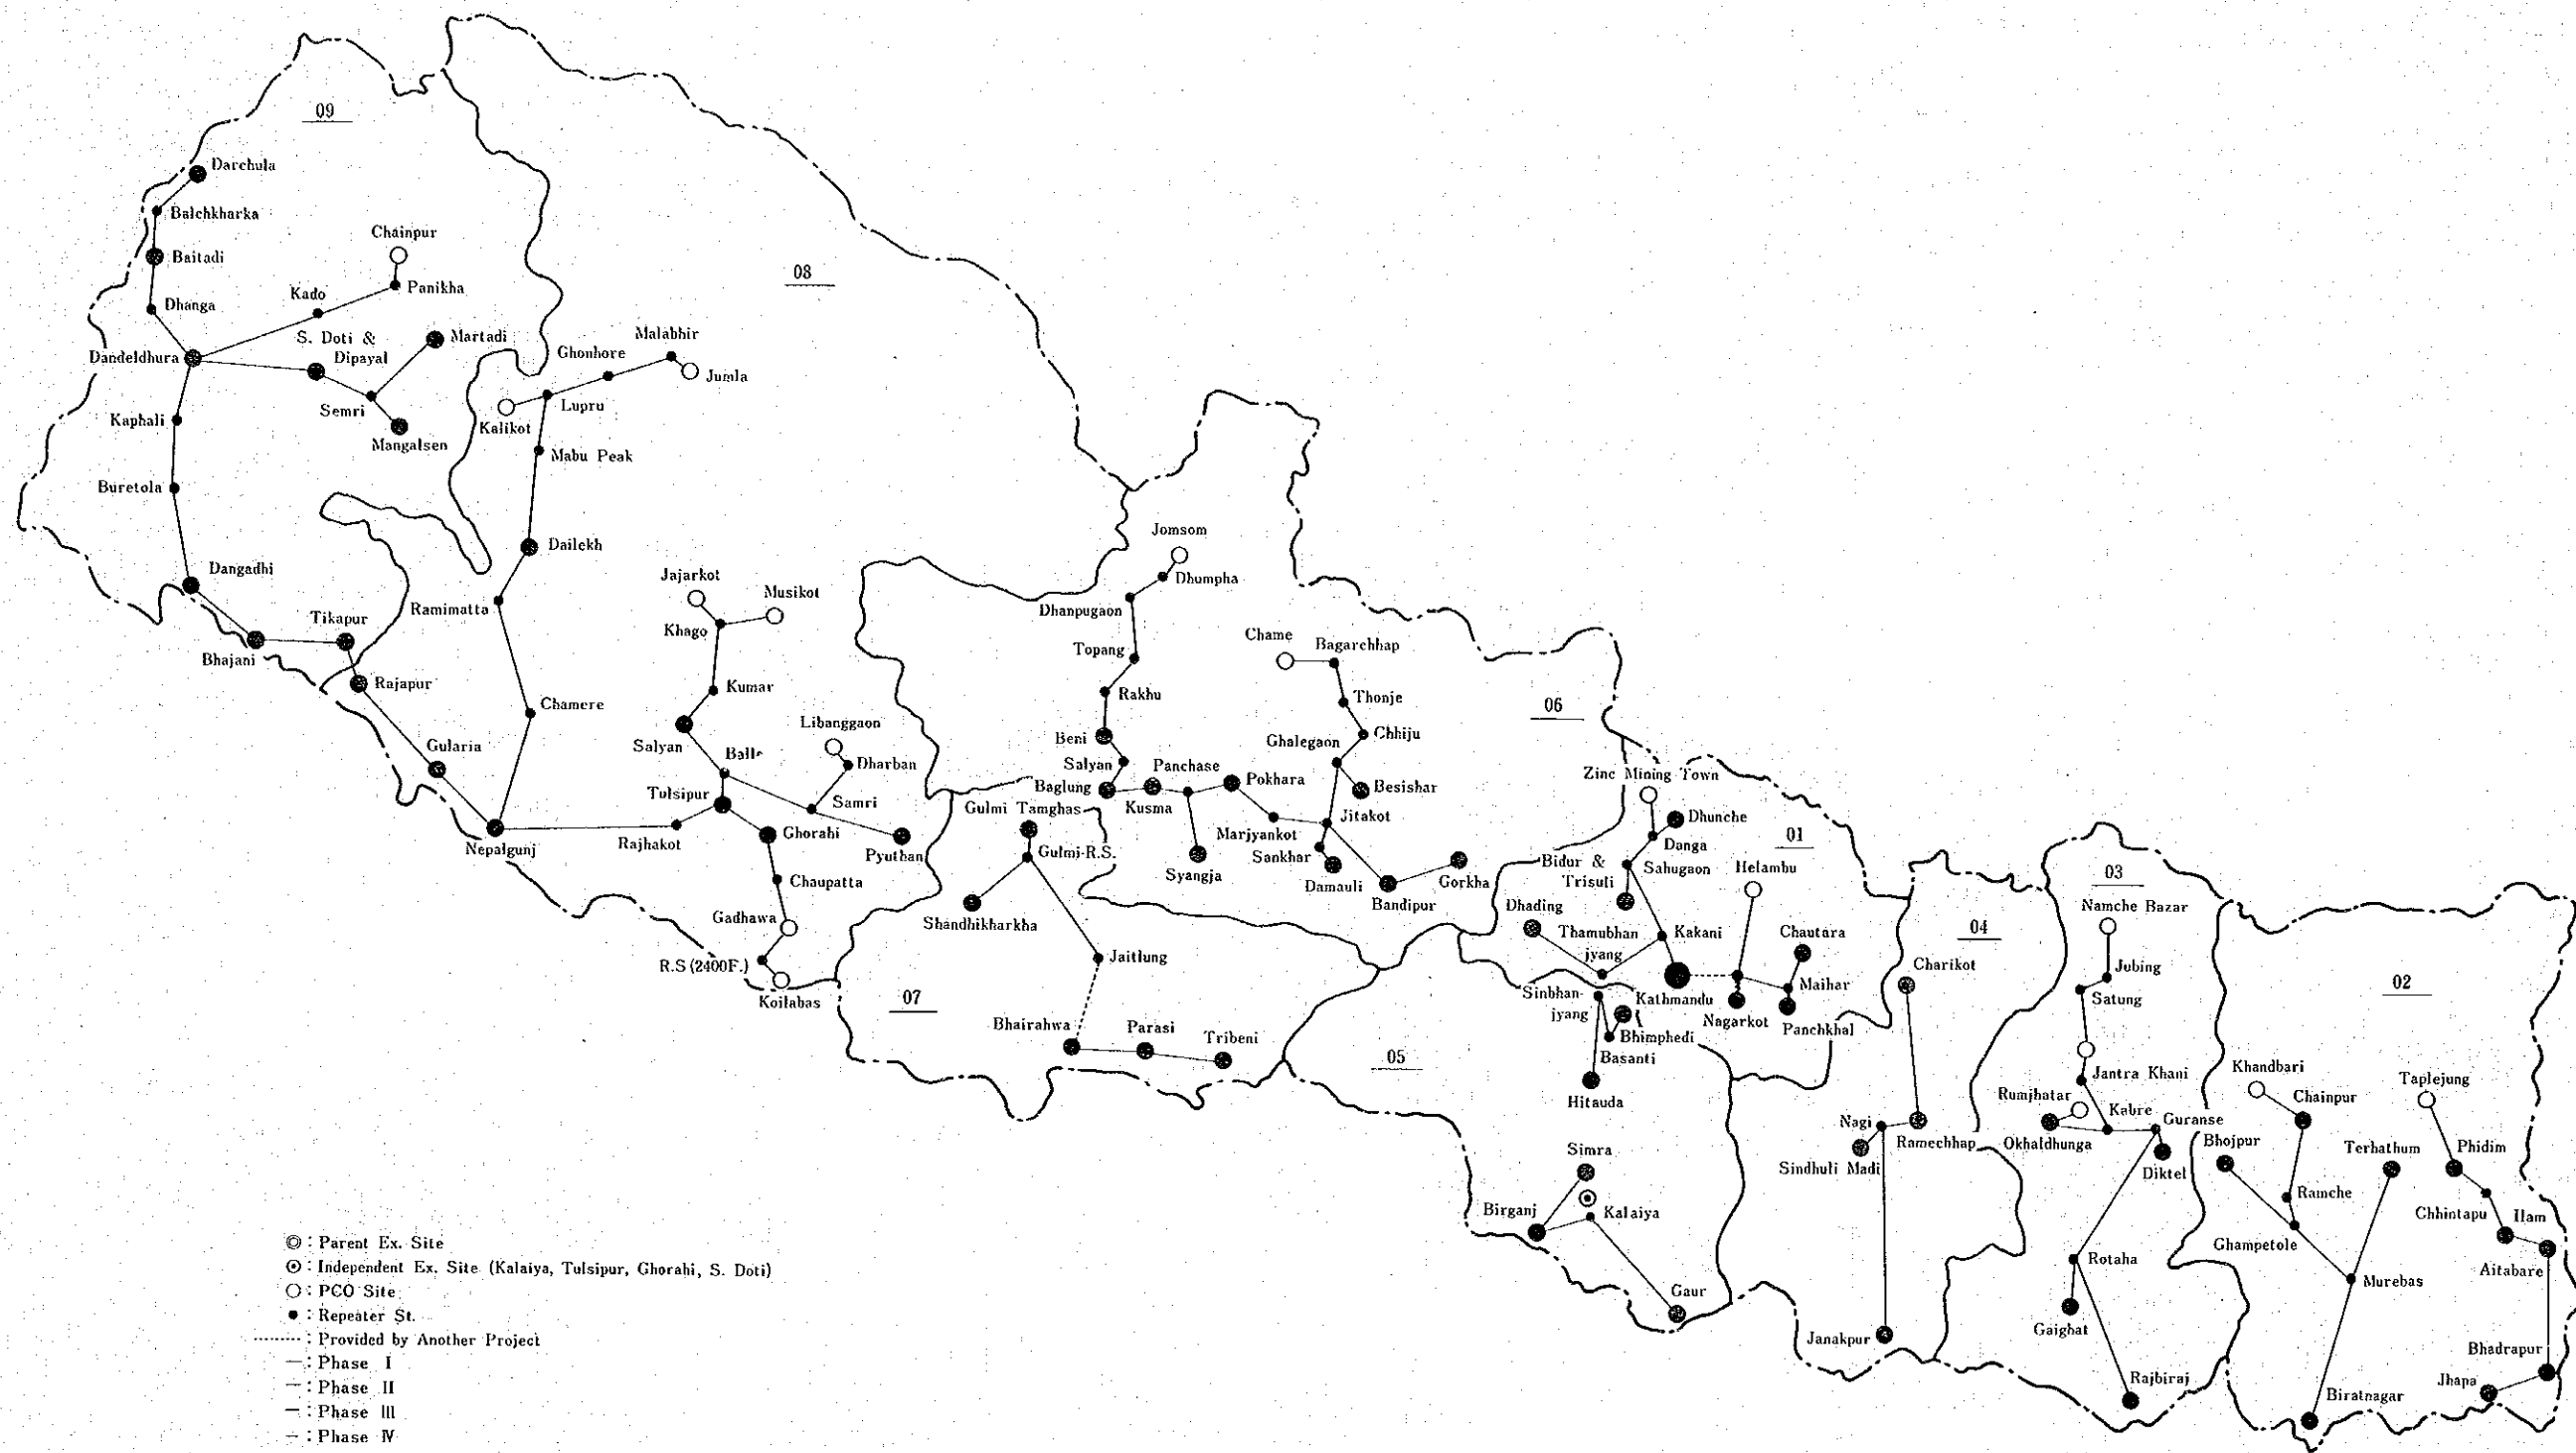 09
Darchula
Balchkharka
Chainpur
Baitadi
08
Panikha
Kado
Dhanga
S. Doti &
Dipayal
Martadi
Malabhir
Ghonhore
Dandeldhura
Jumla
Semri
Lupru
Kaphali
Kalikot
Mangalsen
Mabu Peak
Buretola
Jomsom
Dailekh
Dangadhi
Jajarkot
Dhumpha
Musikot
Ramimatta
Dhanpugaon
Tikapur
Khago
Chame
Bagarchhap
Topang
Bhajani
Rajapur
Kumar
Rakhu
Thonje
Chamere
06
Libanggaon
Salyan
Beni
Chhiju
Gularia
Ghalegaon
Dharban
Salyan
Panchase
Zinc Mining Town
Pokhara
Tulsipur
Samri
Baglung
Besishar
Gulmi Tamghas
Kusma
Dhunche
Jitakot
Ghorahi
Marjyankot
01
Rajhakot
Danga
Nepalgunj
Pyuthan
Gulmi-R.S.
Sankhar
Bidur &
Trisuli
Sahugaon
Helambu
Syangja
Damauli
Gorkha
03
Chaupatta
Bandipur
Dhading
Namche Bazar
Gadhawa
Shandhikharkha
Thamubhan
jyang
Kakani
Chautara
04
R.S (2400F.)
Jaitlung
Charikot
Jubing
02
Koilabas
07
Sinbhan-
jyang
Kathmandu
Maihar
Satung
Nagarkot
Panchkhal
Bhairahwa
Parasi
Tribeni
Bhimphedi
05
Basanti
Khandbari
Jantra Khani
Taplejung
Hitauda
Rumjhatar
Chainpur
Kabre
Guranse
Nagi
Ramechhap
Okhaldhunga
Bhojpur
Terhathum
Phidim
Simra
Sindhuli Madi
Diktel
Ramche
Birganj
Kalaiya
Chhintapu
Ilam
Ghampetole
Rotaha
Aitabare
Murebas
Gaur
Gaighat
Janakpur
Bhadrapur
Rajbiraj
Jhapa
Biratnagar
◎ : Parent Ex. Site
⊙ : Independent Ex. Site (Kalaiya, Tulsipur, Ghorahi, S. Doti)
○ : PCO Site
● : Repeater St.
-------- : Provided by Another Project
— : Phase I
— : Phase II
— : Phase III
— : Phase IV